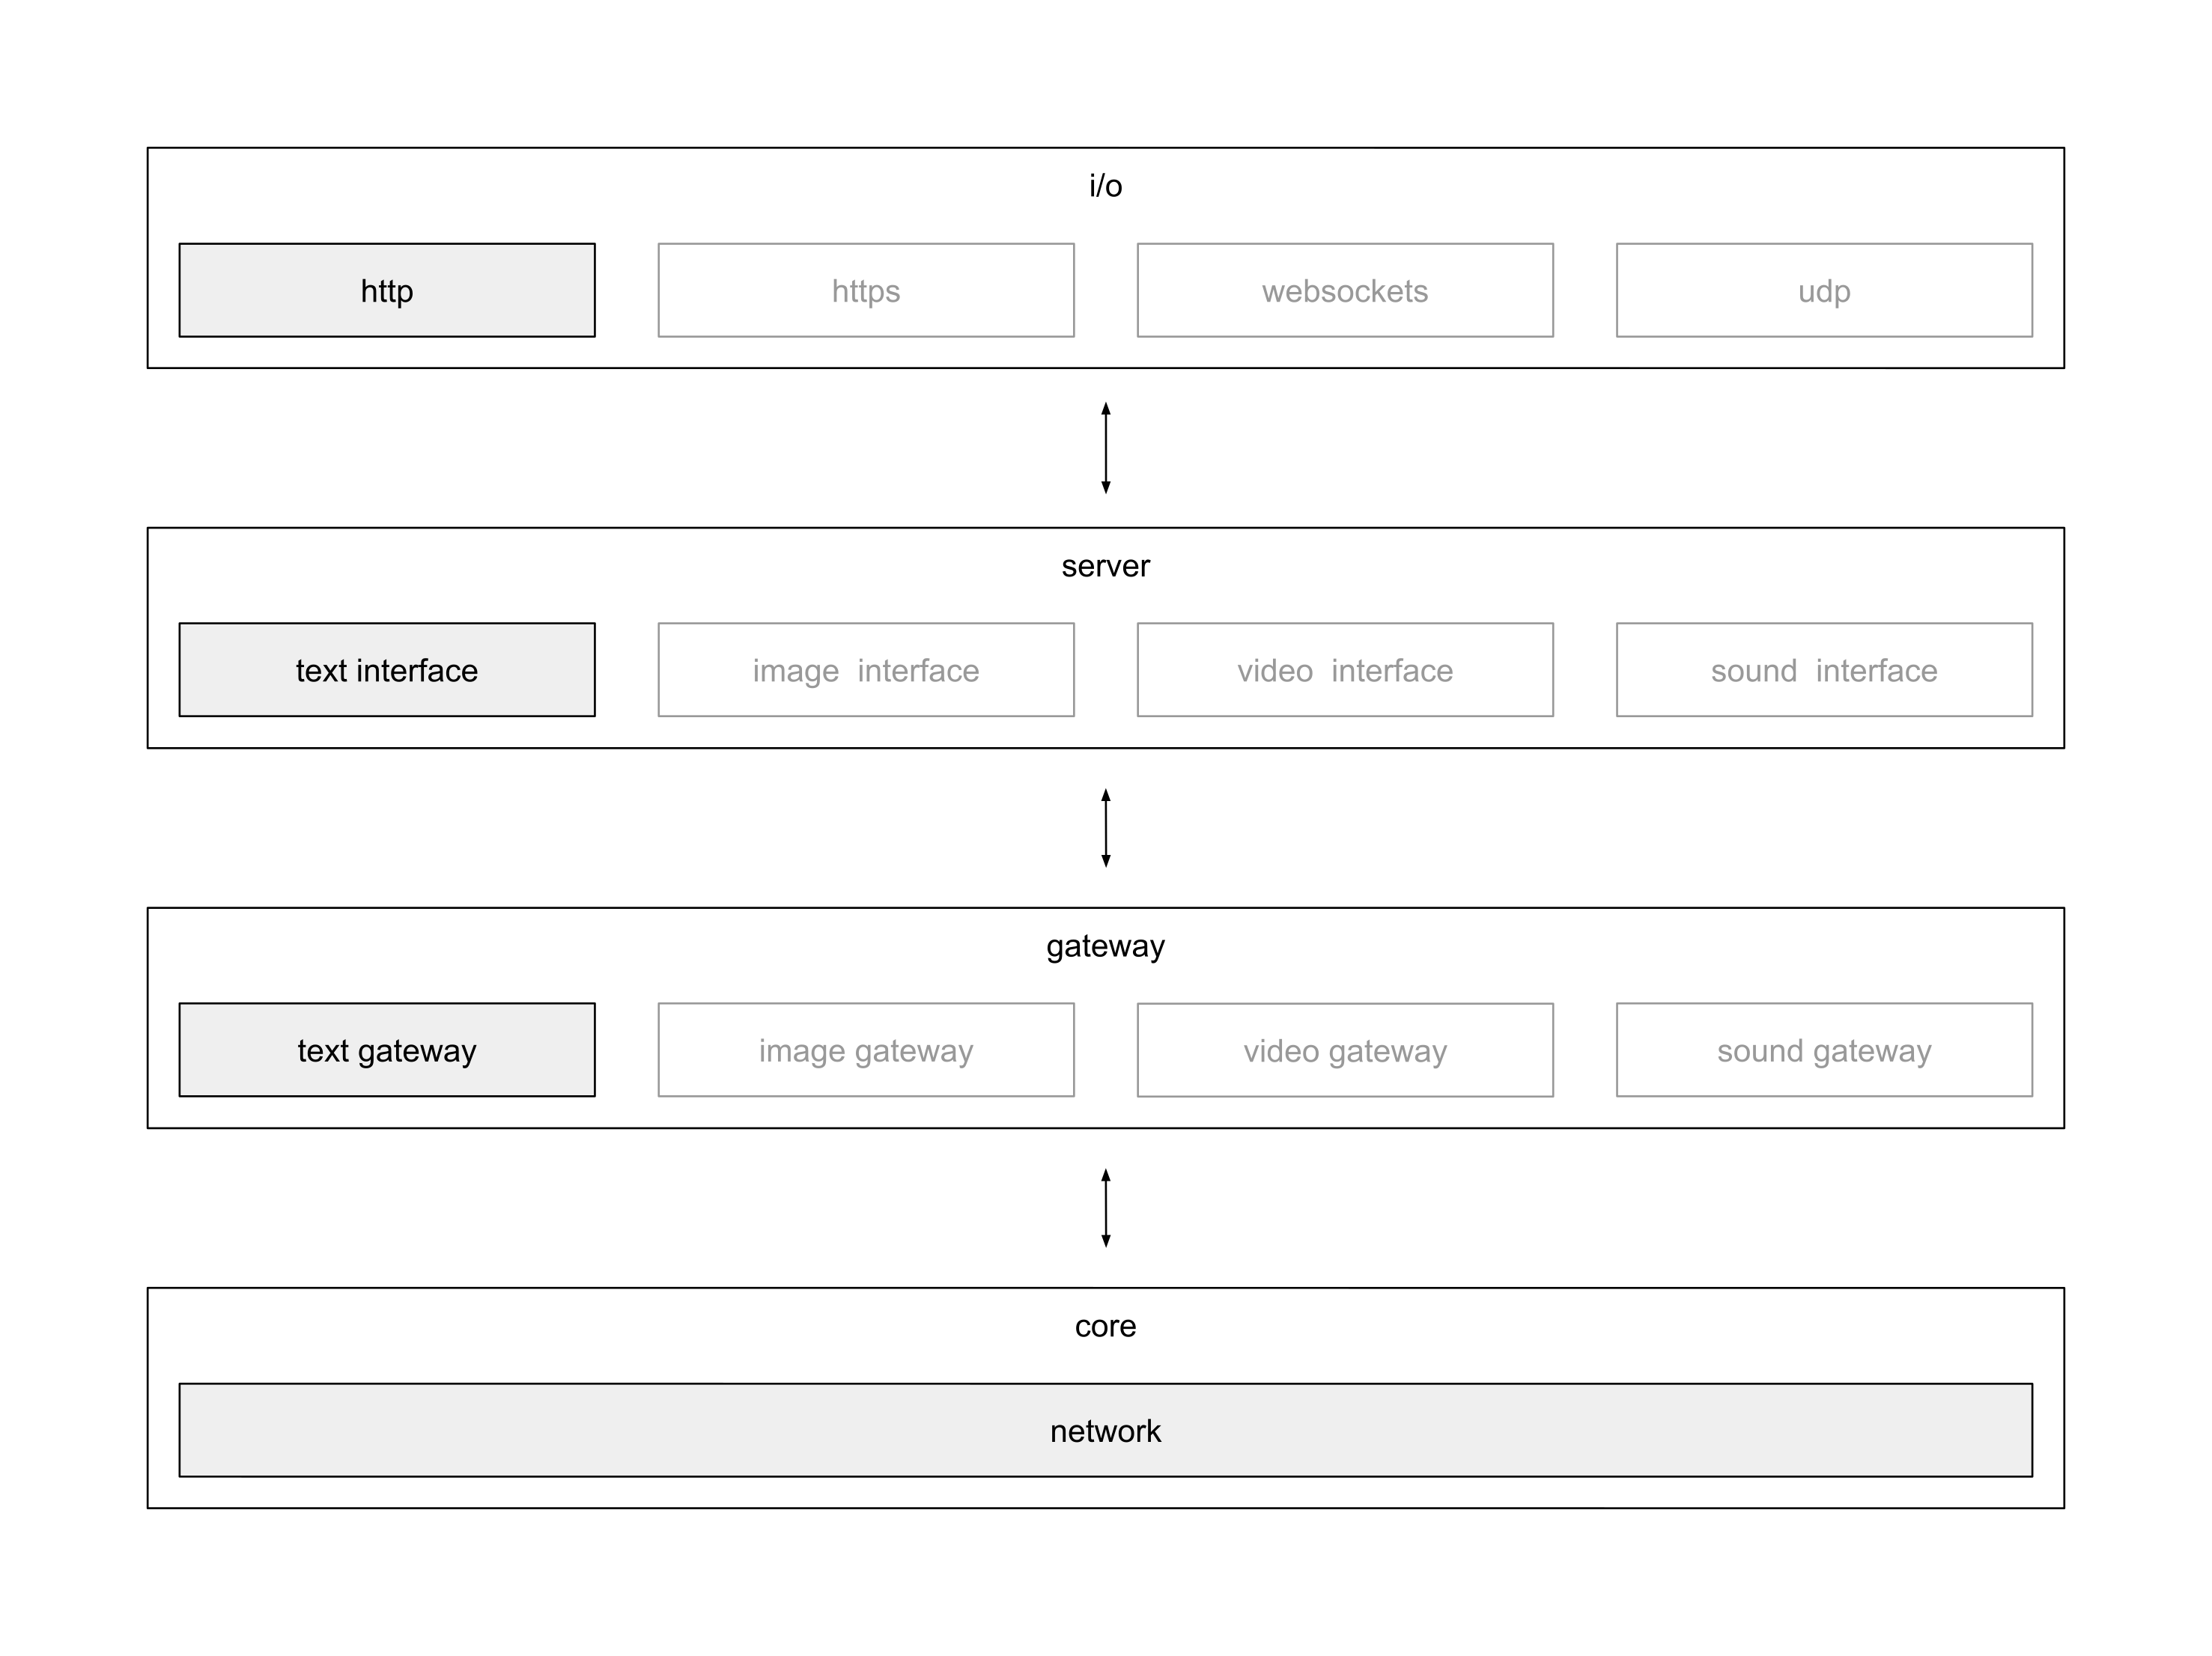 i/o
http
https
websockets
udp
server
text interface
image  interface
video  interface
sound  interface
gateway
text gateway
image gateway
video gateway
sound gateway
core
network